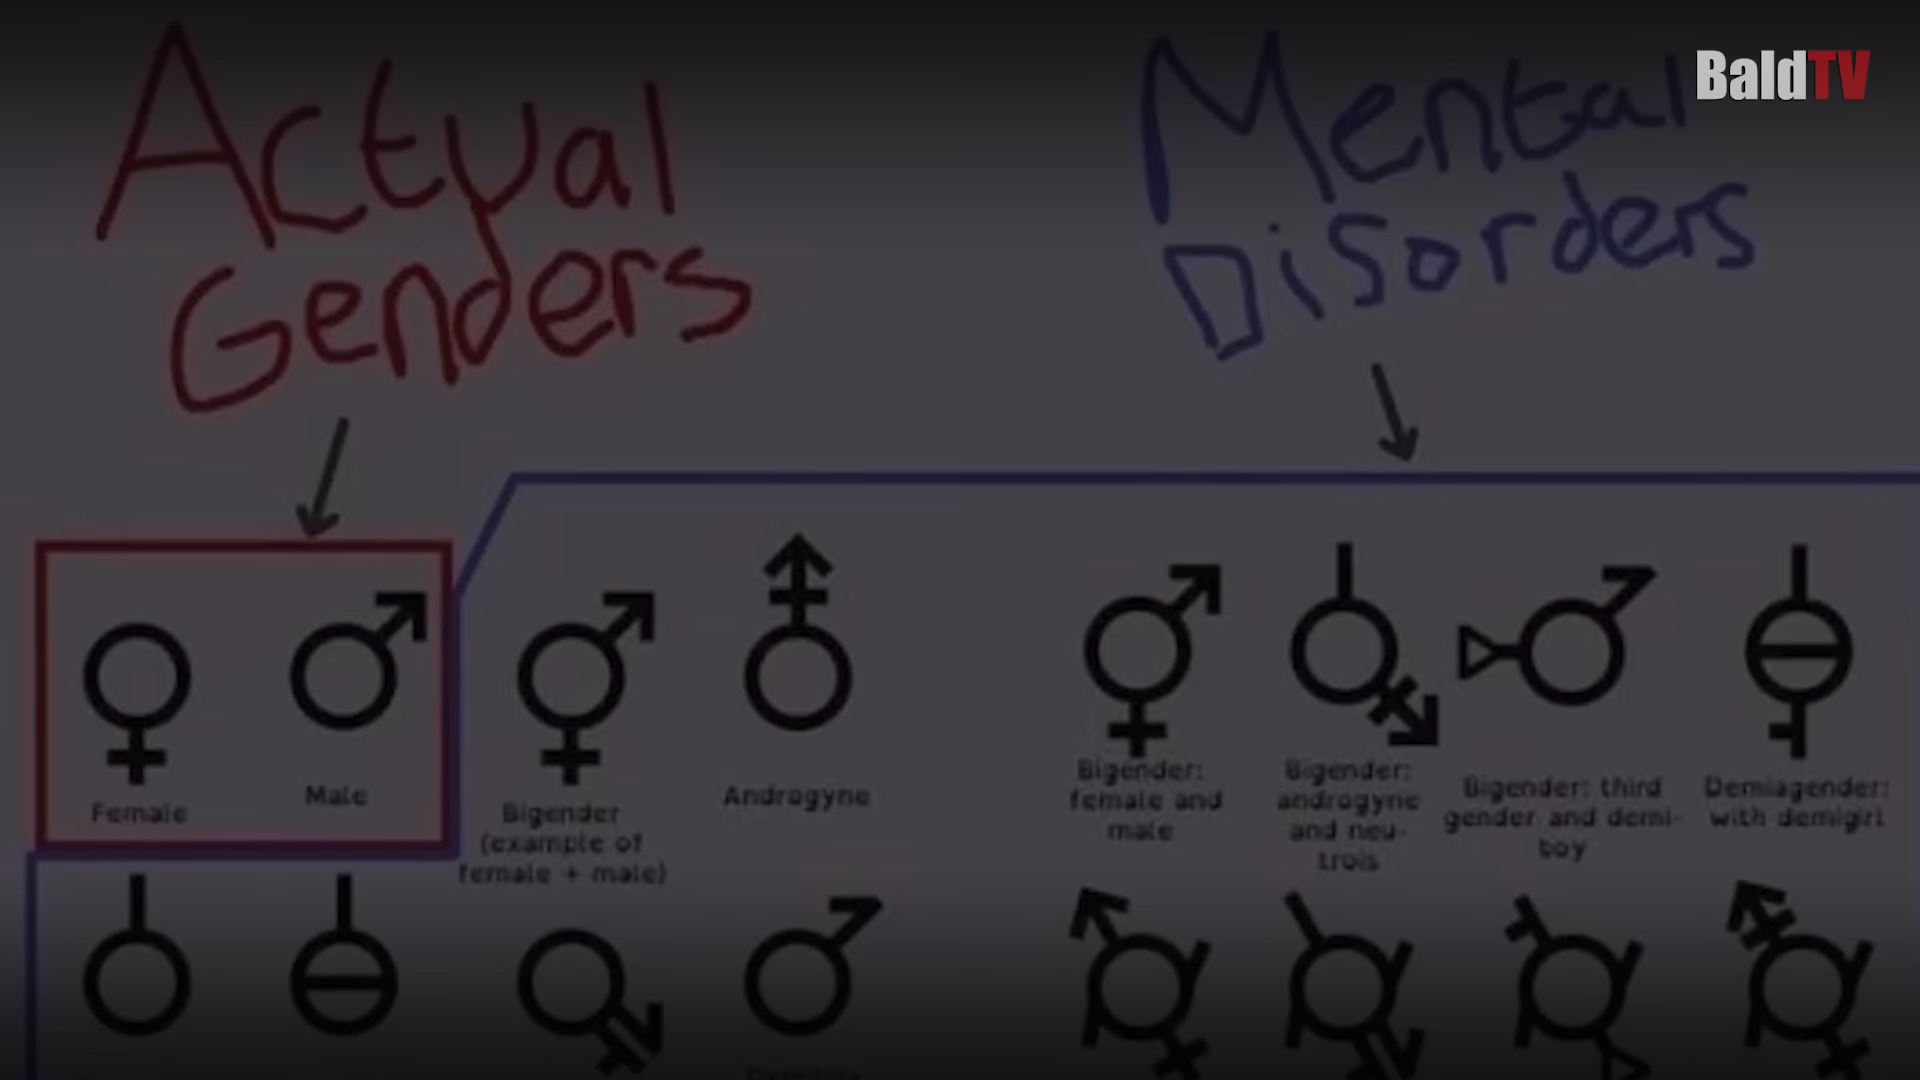 BaldTV
Actual
Genders
Mental
Disorders
Female
Male
Bigender
(example of
female + male)
Androgyne
Bigender:
female and
male
Bigender:
androgyne
and neu-
trois
Bigender: third
gender and demi-
boy
Demiagender:
with demigirl